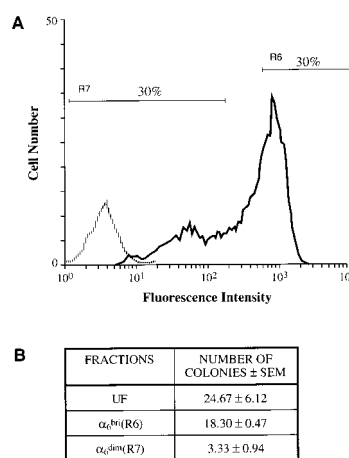 A
50
R6
30%
R7
30%
Cell Number
0
10⁰
10¹
10²
10³
Fluorescence Intensity
B
FRACTIONS
NUMBER OF
COLONIES ± SEM
UF
24.67 ± 6.12
α₆ᵇʳⁱ(R6)
18.30 ± 0.47
α₆ᵈⁱᵐ(R7)
3.33 ± 0.94